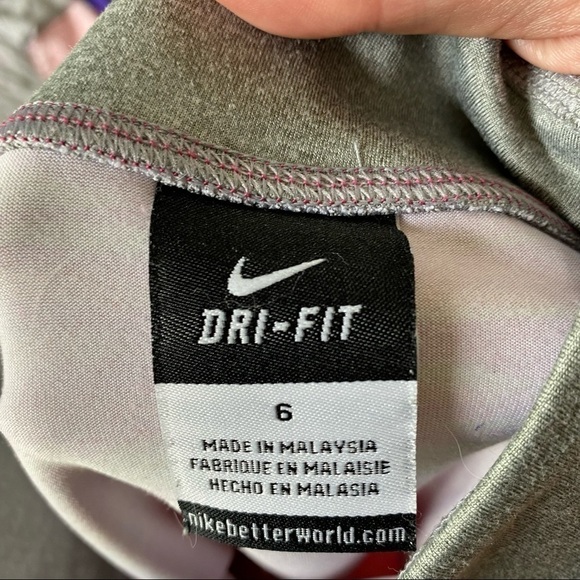 DRI-FIT
6
MADE IN MALAYSIA
FABRIQUE EN MALAISIE
HECHO EN MALASIA
nikebetterworld.com